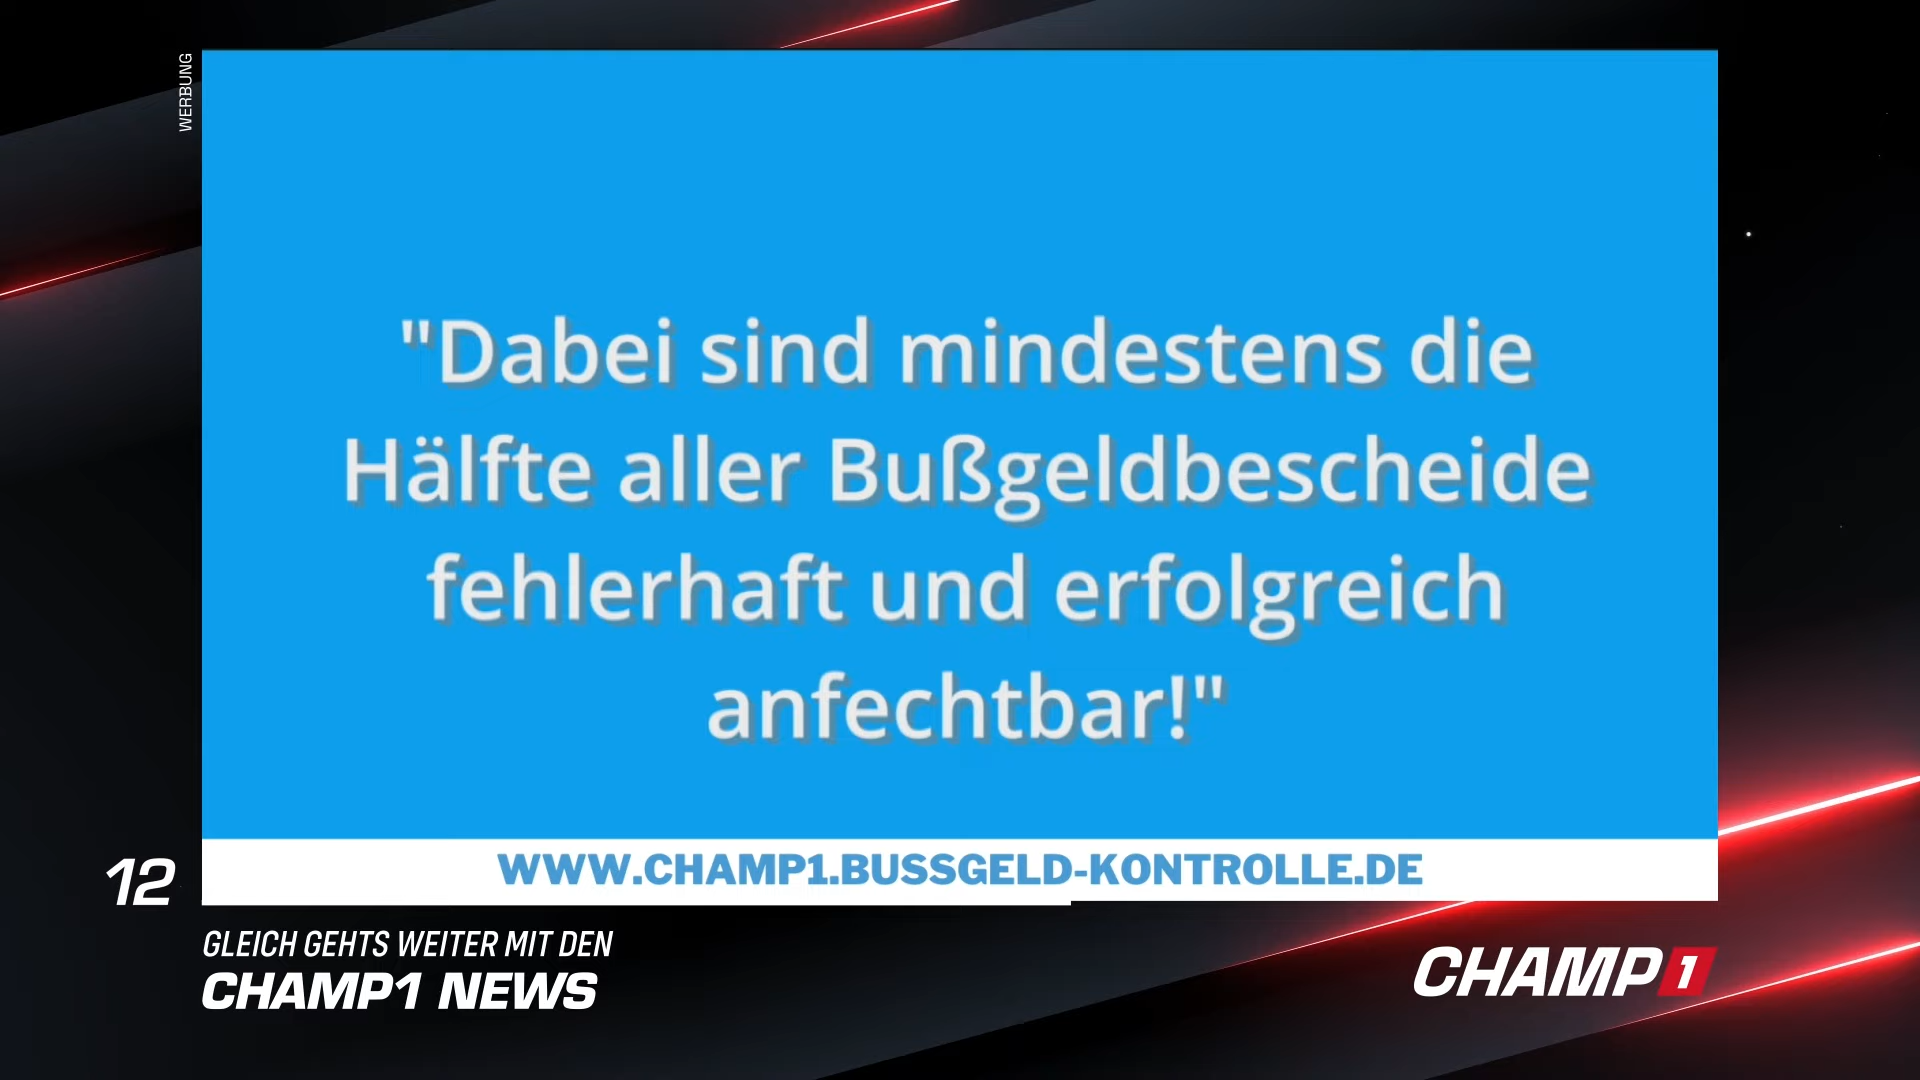 WERBUNG
"Dabei sind mindestens die
Hälfte aller Bußgeldbescheide
fehlerhaft und erfolgreich
anfechtbar!"
WWW.CHAMP1.BUSSGELD-KONTROLLE.DE
12
GLEICH GEHTS WEITER MIT DEN
CHAMP1 NEWS
CHAMP1